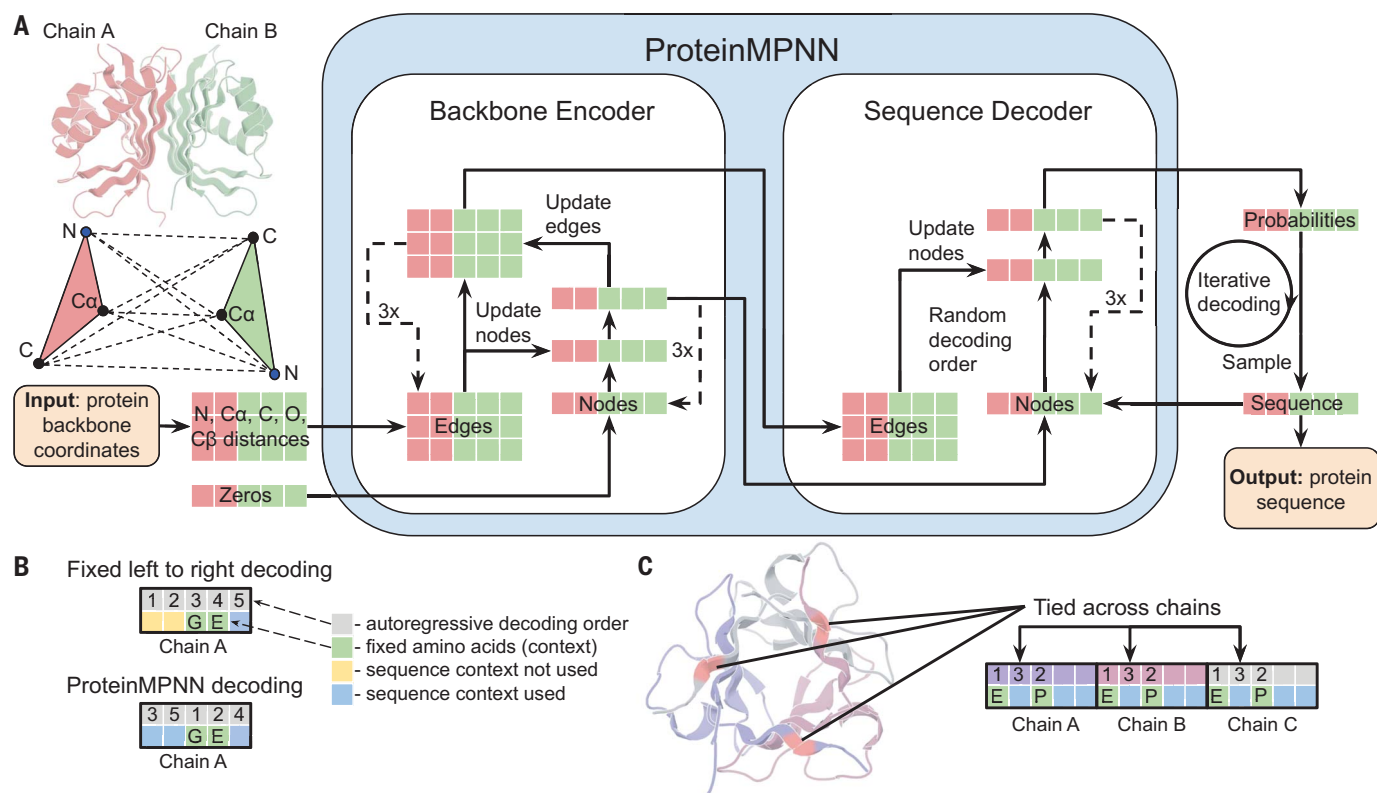 A
Chain A
Chain B
ProteinMPNN
Backbone Encoder
Sequence Decoder
N
C
Cα
Cα
C
N
Input: protein
backbone
coordinates
N, Cα, C, O,
Cβ distances
Zeros
Update
edges
3x
Update
nodes
3x
Edges
Nodes
Update
nodes
3x
Random
decoding
order
Edges
Nodes
Probabilities
Iterative
decoding
Sample
Sequence
Output: protein
sequence
B
Fixed left to right decoding
1 2 3 4 5
G E
Chain A
- autoregressive decoding order
- fixed amino acids (context)
- sequence context not used
- sequence context used
ProteinMPNN decoding
3 5 1 2 4
G E
Chain A
C
Tied across chains
1 3 2 1 3 2 1 3 2
E P E P E P
Chain A Chain B Chain C